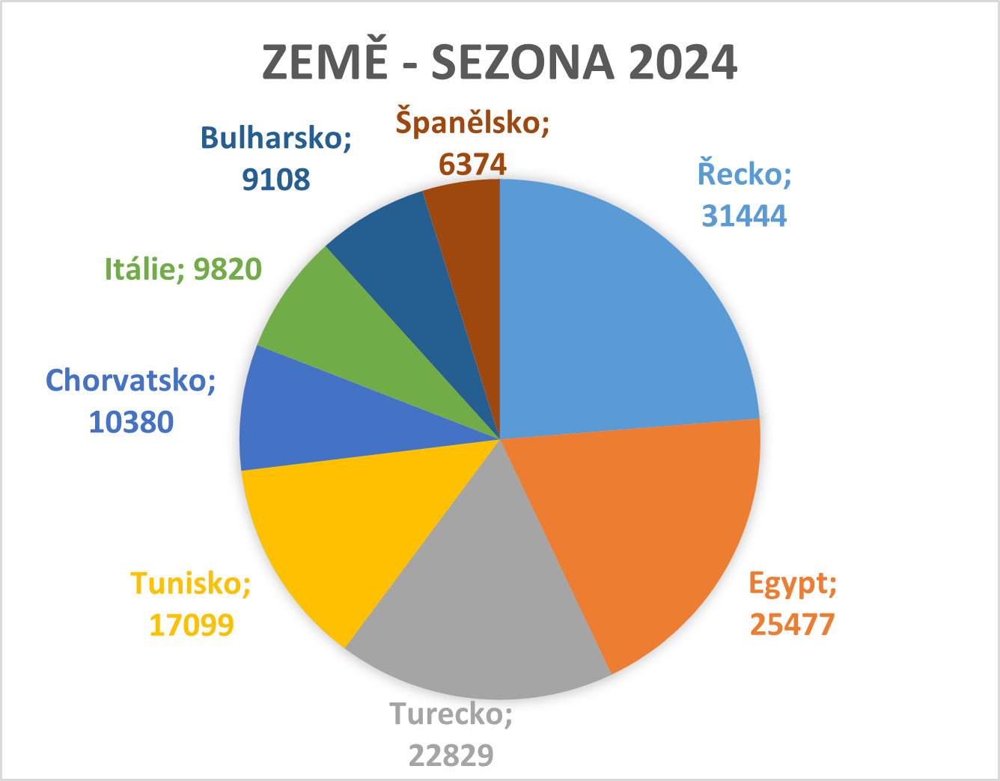 ZEMĚ - SEZONA 2024
Španělsko;
6374
Bulharsko;
9108
Řecko;
31444
Itálie; 9820
Chorvatsko;
10380
Tunisko;
17099
Egypt;
25477
Turecko;
22829